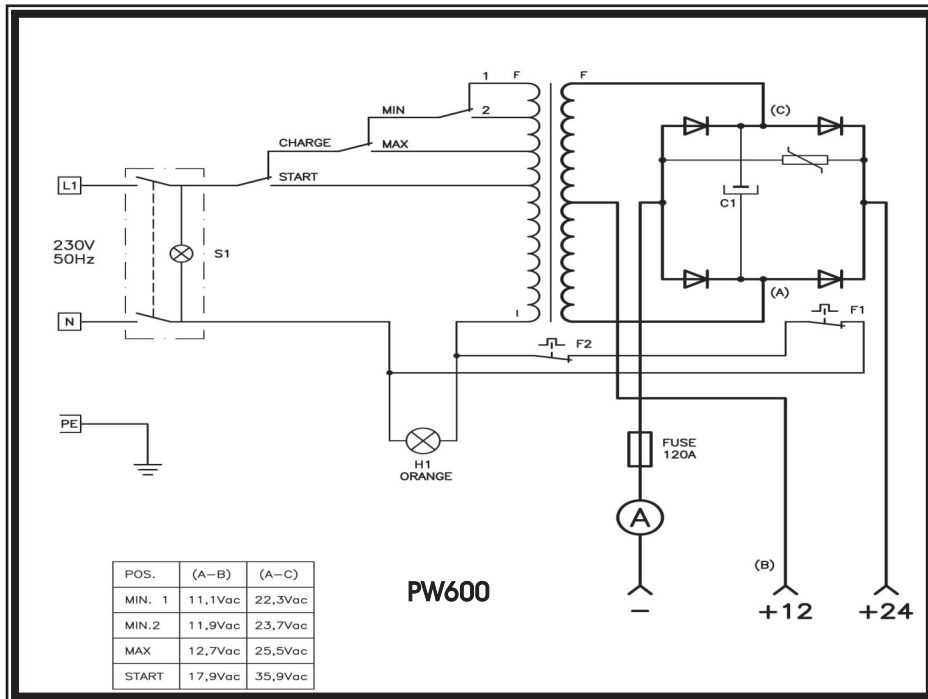 1 F F
(C)
MIN 2
CHARGE MAX
START
L1
C1
230V
50Hz
S1
(A)
N
I
F1
F2
PE
FUSE
120A
H1
ORANGE
A
(B)
− +12 +24
PW600
POS. (A−B) (A−C)
MIN. 1 11,1Vac 22,3Vac
MIN.2 11,9Vac 23,7Vac
MAX 12,7Vac 25,5Vac
START 17,9Vac 35,9Vac